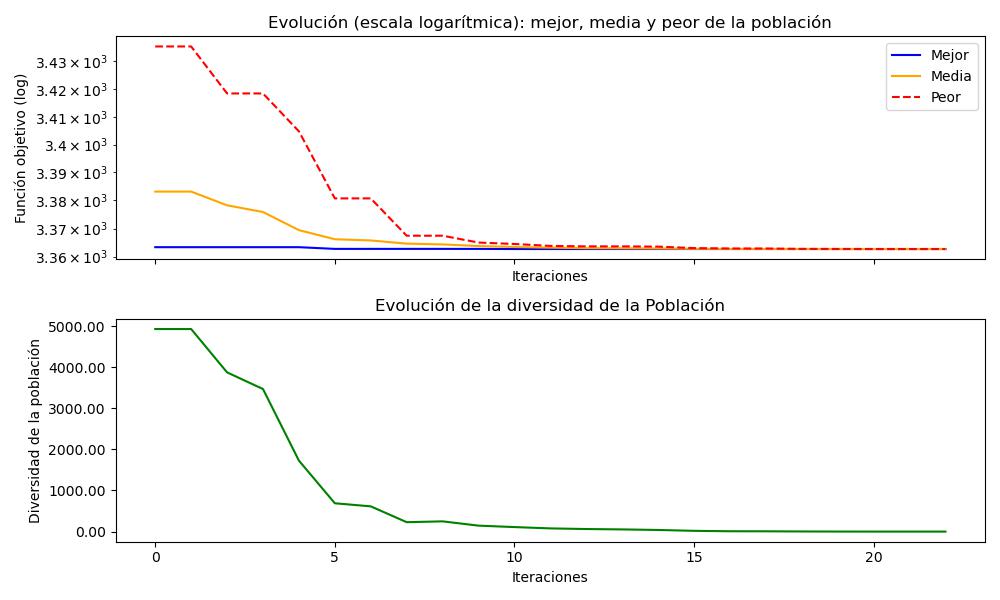 Evolución (escala logarítmica): mejor, media y peor de la población
Función objetivo (log)
3.43 × 10³
3.42 × 10³
3.41 × 10³
3.4 × 10³
3.39 × 10³
3.38 × 10³
3.37 × 10³
3.36 × 10³
Mejor
Media
Peor
Iteraciones
Evolución de la diversidad de la Población
Diversidad de la población
5000.00
4000.00
3000.00
2000.00
1000.00
0.00
0 5 10 15 20
Iteraciones